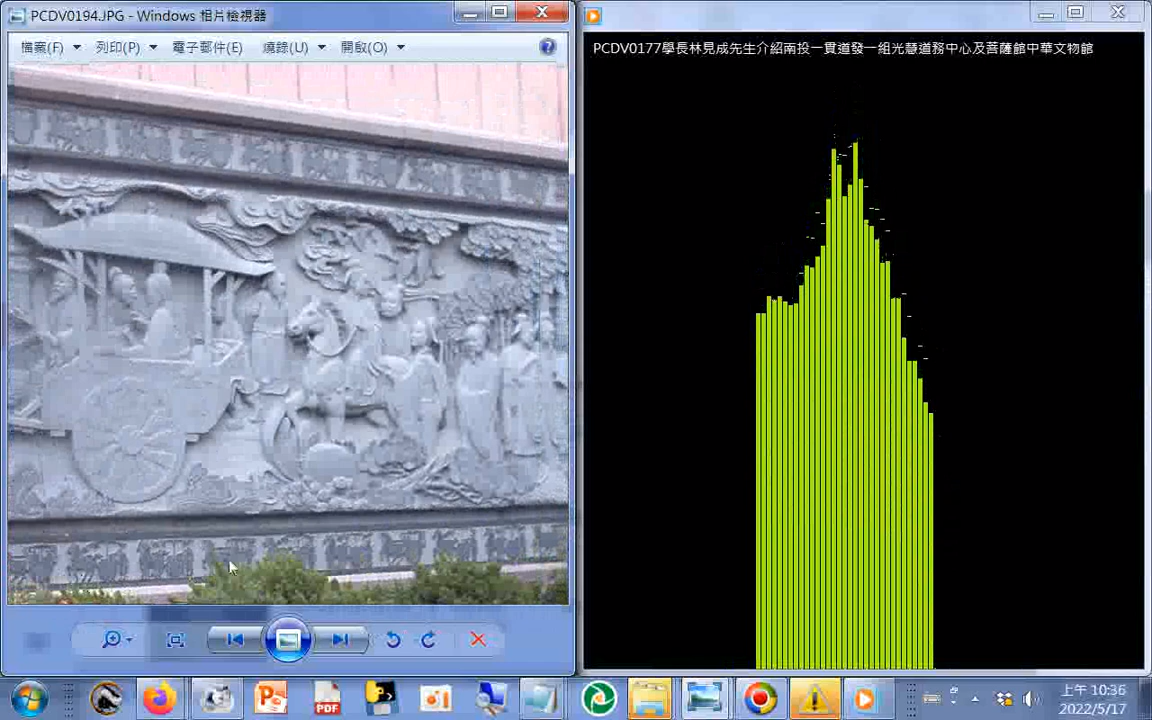 PCDV0194.JPG - Windows 相片檢視器
檔案(F) 列印(P) 電子郵件(E) 燒錄(U) 開啟(O)
PCDV0177學長林見成先生介紹南投一貫道發一組光慧道務中心及菩薩館中華文物館
PDF
上午 10:36
2022/5/17